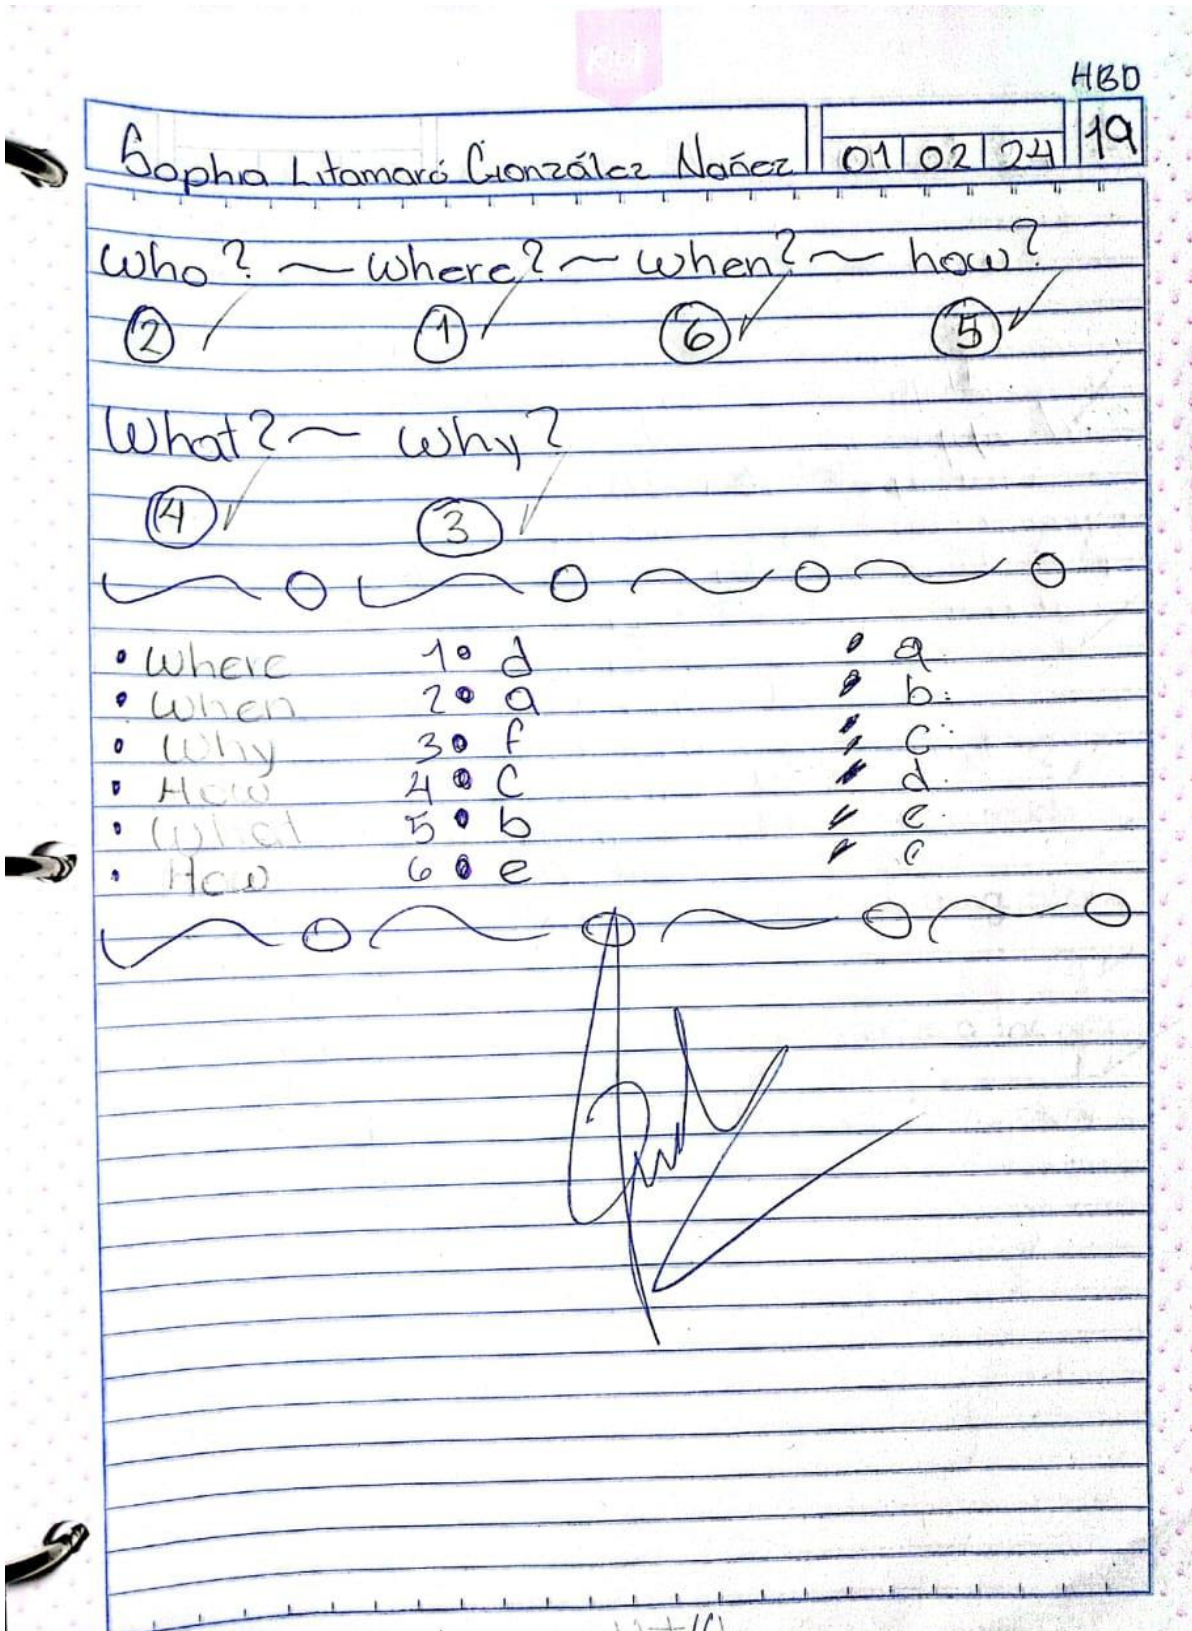 HBD
Sophia Litamaró González Nañez 01 02 24 19
Who? ~ Where? ~ When? ~ how?
2 1 6 5
What? ~ Why?
4 3
• Where 1• d • a.
• When 2• a • b.
• Why 3• f • c.
• How 4• c • d.
• What 5• b • e.
• How 6• e • c